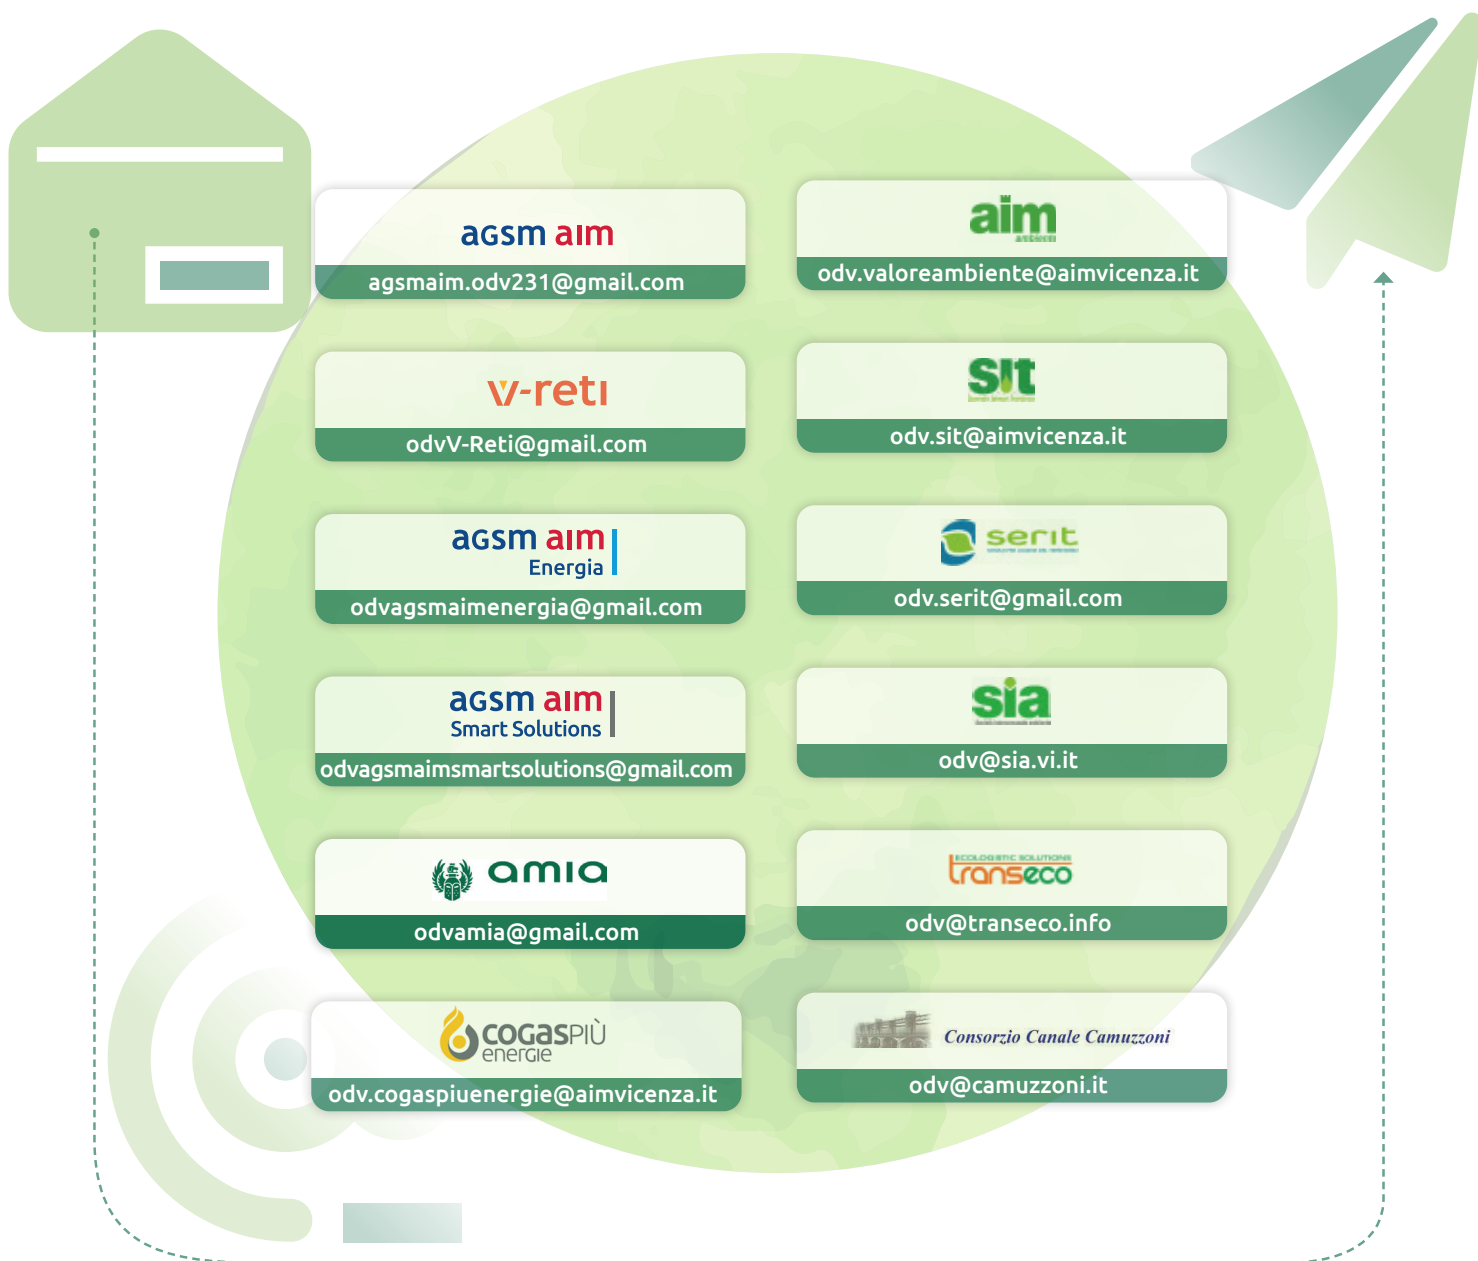 aGsm aim
agsmaim.odv231@gmail.com
v-reti
odvV-Reti@gmail.com
aGsm aim
Energia
odvagsmaimenergia@gmail.com
aGsm aim
Smart Solutions
odvagsmaimsmartsolutions@gmail.com
amia
odvamia@gmail.com
COGasPIÙ
enerGie
odv.cogaspiuenergie@aimvicenza.it
aim
ambiente
odv.valoreambiente@aimvicenza.it
sit
odv.sit@aimvicenza.it
serit
odv.serit@gmail.com
sia
odv@sia.vi.it
ECOLOGISTIC SOLUTIONS
transeco
odv@transeco.info
Consorzio Canale Camuzzoni
odv@camuzzoni.it